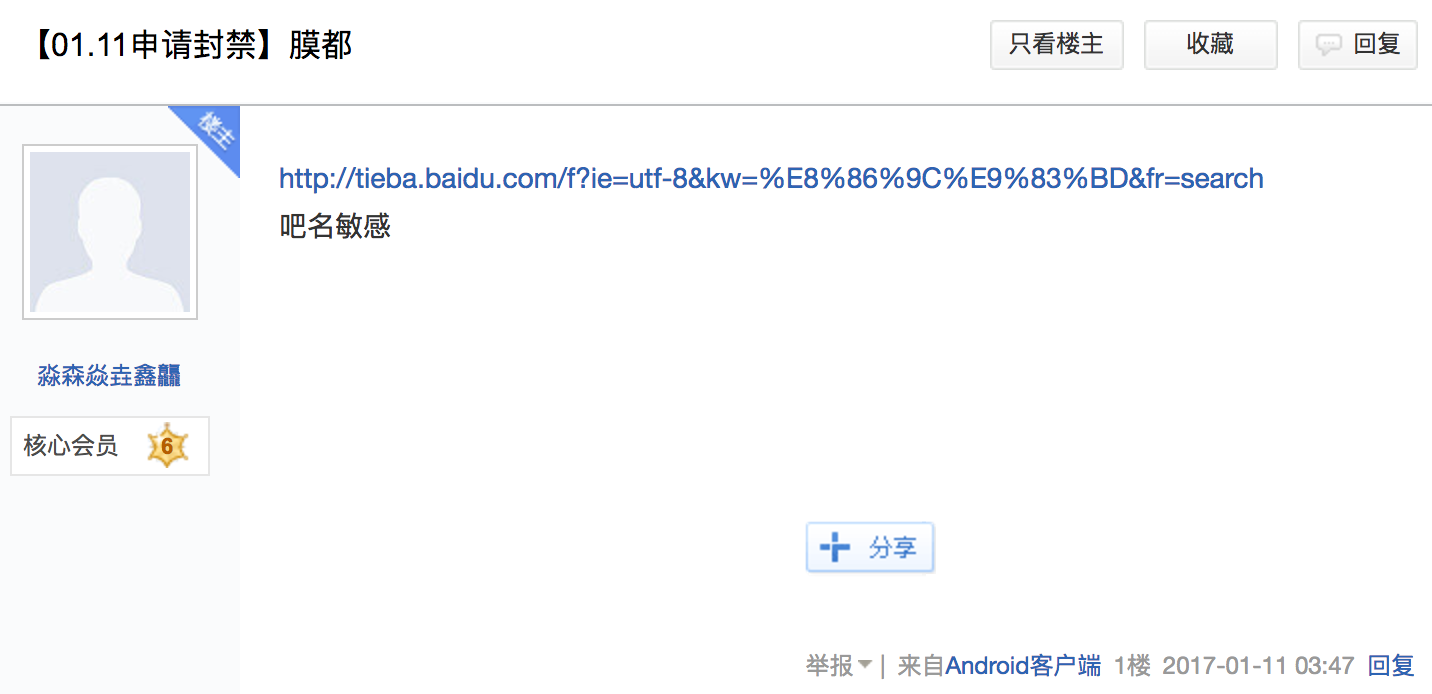 【01.11申请封禁】膜都
只看楼主
收藏
回复
楼主
http://tieba.baidu.com/f?ie=utf-8&kw=%E8%86%9C%E9%83%BD&fr=search
吧名敏感
淼森焱垚鑫龘
核心会员 6
分享
举报 | 来自Android客户端 1楼 2017-01-11 03:47 回复